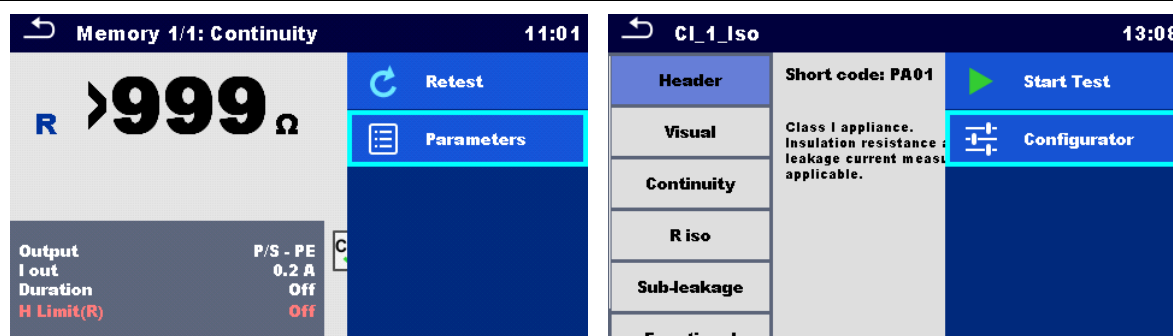 Memory 1/1: Continuity 11:01
R >999 Ω
Retest
Parameters
Output P/S - PE
I out 0.2 A
Duration Off
H Limit(R) Off
Cl_1_Iso 13:08
Header
Visual
Continuity
R iso
Sub-leakage
Short code: PA01
Class I appliance.
Insulation resistance
leakage current
applicable.
Start Test
Configurator